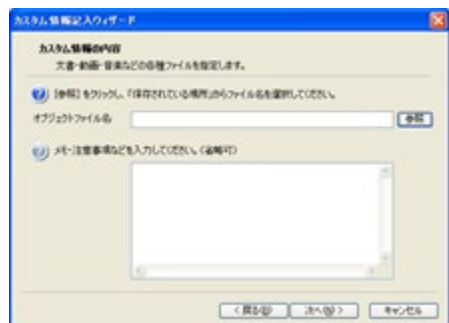 カスタム情報記入ウィザード
カスタム情報の内容
文書・動画・音楽などの各種ファイルを指定します。
[参照] をクリックし、「保存されている場所」からファイル名を選択してください。
オブジェクトファイル名
参照
メモ・注意事項などを入力してください。(省略可)
< 戻る(B)
次へ(N) >
キャンセル